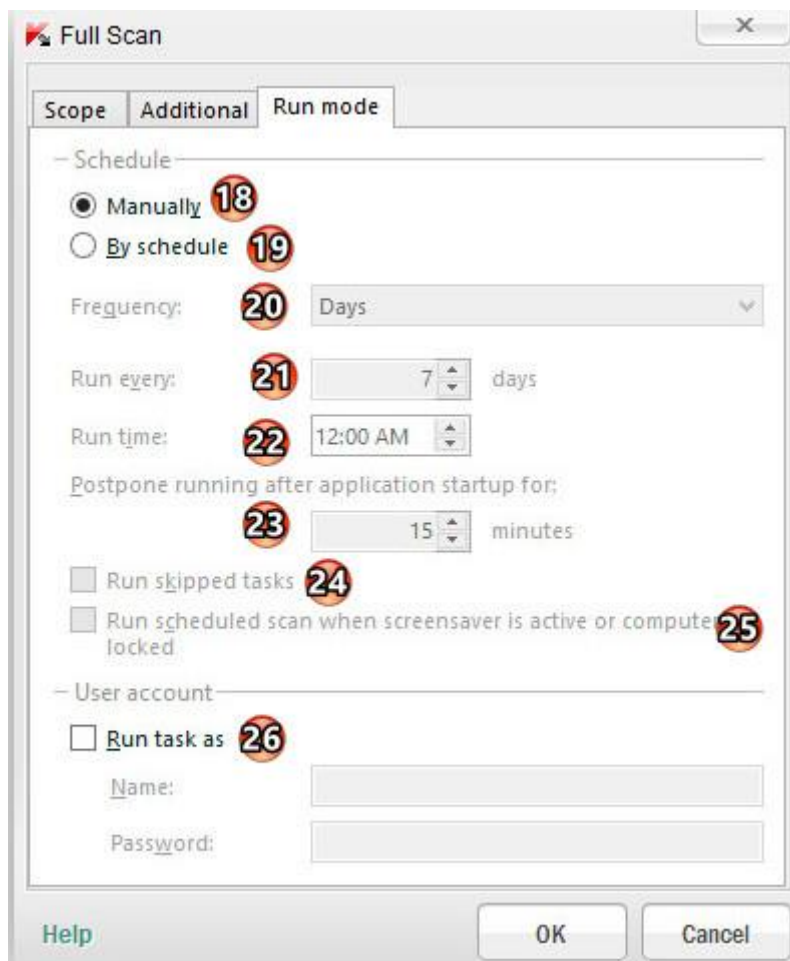 Full Scan
Scope Additional Run mode
Schedule
Manually 18
By schedule 19
Frequency: 20 Days
Run every: 21 7 days
Run time: 22 12:00 AM
Postpone running after application startup for:
23 15 minutes
Run skipped tasks 24
Run scheduled scan when screensaver is active or computer 25
locked
User account
Run task as 26
Name:
Password:
Help OK Cancel